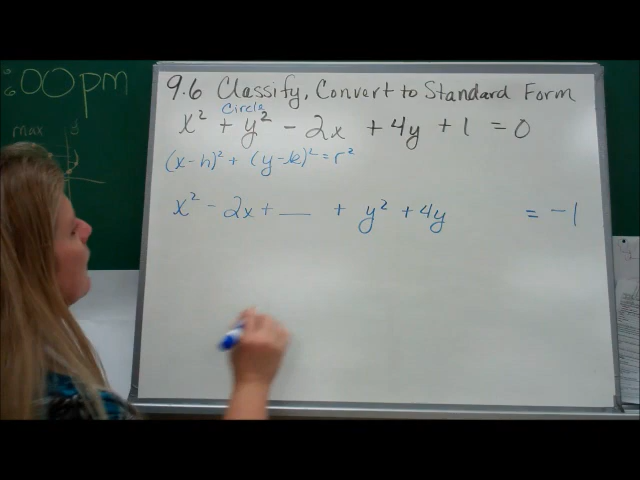 :00pm
max
9.6 Classify, Convert to Standard Form
Circle
x² + y² - 2x + 4y + 1 = 0
(x-h)² + (y-k)² = r²
x² - 2x + __ + y² + 4y = -1